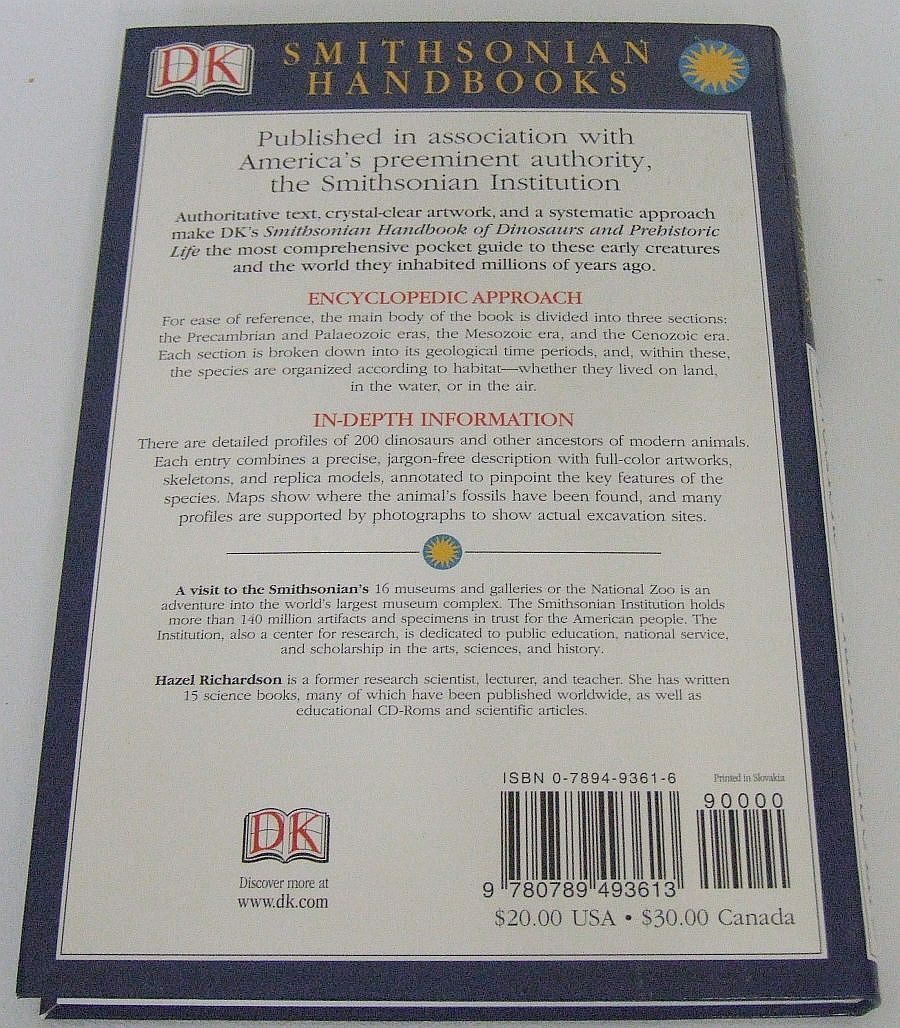 DK
SMITHSONIAN
HANDBOOKS
Published in association with
America's preeminent authority,
the Smithsonian Institution
Authoritative text, crystal-clear artwork, and a systematic approach
make DK's Smithsonian Handbook of Dinosaurs and Prehistoric
Life the most comprehensive pocket guide to these early creatures
and the world they inhabited millions of years ago.
ENCYCLOPEDIC APPROACH
For ease of reference, the main body of the book is divided into three sections:
the Precambrian and Palaeozoic eras, the Mesozoic era, and the Cenozoic era.
Each section is broken down into its geological time periods, and, within these,
the species are organized according to habitat—whether they lived on land,
in the water, or in the air.
IN-DEPTH INFORMATION
There are detailed profiles of 200 dinosaurs and other ancestors of modern animals.
Each entry combines a precise, jargon-free description with full-color artworks,
skeletons, and replica models, annotated to pinpoint the key features of the
species. Maps show where the animal's fossils have been found, and many
profiles are supported by photographs to show actual excavation sites.
A visit to the Smithsonian's 16 museums and galleries or the National Zoo is an
adventure into the world's largest museum complex. The Smithsonian Institution holds
more than 140 million artifacts and specimens in trust for the American people. The
Institution, also a center for research, is dedicated to public education, national service,
and scholarship in the arts, sciences, and history.
Hazel Richardson is a former research scientist, lecturer, and teacher. She has written
15 science books, many of which have been published worldwide, as well as
educational CD-Roms and scientific articles.
ISBN 0-7894-9361-6
Printed in Slovakia
90000
DK
Discover more at
www.dk.com
9 780789 493613
$20.00 USA • $30.00 Canada